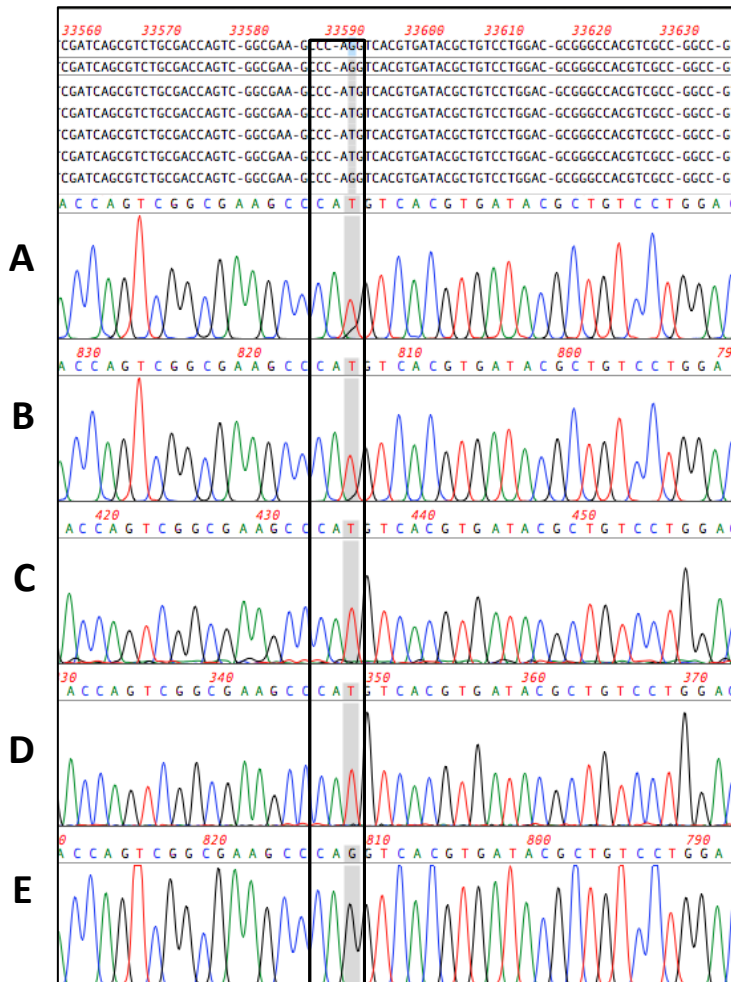 33560 33570 33580 33590 33600 33610 33620 33630
CGATCAGCGTCTGCGACCAGTC-GGCGAA-GCCC-AGGTCACGTGATACGCTGTCCTGGAC-GCGGGCCACGTCGCC-GGCC-G
CGATCAGCGTCTGCGACCAGTC-GGCGAA-GCCC-AGGTCACGTGATACGCTGTCCTGGAC-GCGGGCCACGTCGCC-GGCC-G
CGATCAGCGTCTGCGACCAGTC-GGCGAA-GCCC-ATGTCACGTGATACGCTGTCCTGGAC-GCGGGCCACGTCGCC-GGCC-G
CGATCAGCGTCTGCGACCAGTC-GGCGAA-GCCC-ATGTCACGTGATACGCTGTCCTGGAC-GCGGGCCACGTCGCC-GGCC-G
CGATCAGCGTCTGCGACCAGTC-GGCGAA-GCCC-ATGTCACGTGATACGCTGTCCTGGAC-GCGGGCCACGTCGCC-GGCC-G
CGATCAGCGTCTGCGACCAGTC-GGCGAA-GCCC-ATGTCACGTGATACGCTGTCCTGGAC-GCGGGCCACGTCGCC-GGCC-G
CGATCAGCGTCTGCGACCAGTC-GGCGAA-GCCC-AGGTCACGTGATACGCTGTCCTGGAC-GCGGGCCACGTCGCC-GGCC-G
ACCAGTCGGCGAAGCCCATGTCACGTGATACGCTGTCCTGGAC
A
830 820 810 800 79
ACCAGTCGGCGAAGCCCATGTCACGTGATACGCTGTCCTGGA
B
420 430 440 450
ACCAGTCGGCGAAGCCCATGTCACGTGATACGCTGTCCTGGAC
C
30 340 350 360 370
ACCAGTCGGCGAAGCCCATGTCACGTGATACGCTGTCCTGGAC
D
0 820 810 800 790
ACCAGTCGGCGAAGCCCAGGTCACGTGATACGCTGTCCTGGA
E